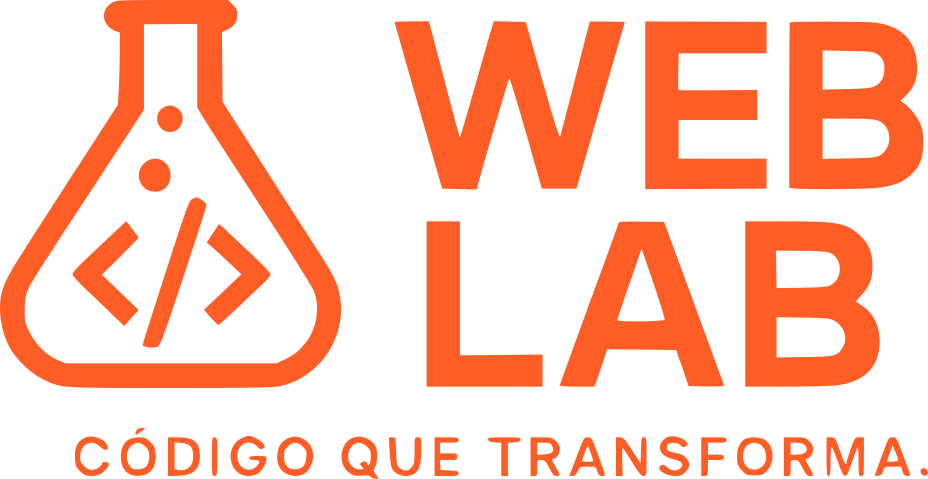 </>
WEB
LAB
CÓDIGO QUE TRANSFORMA.